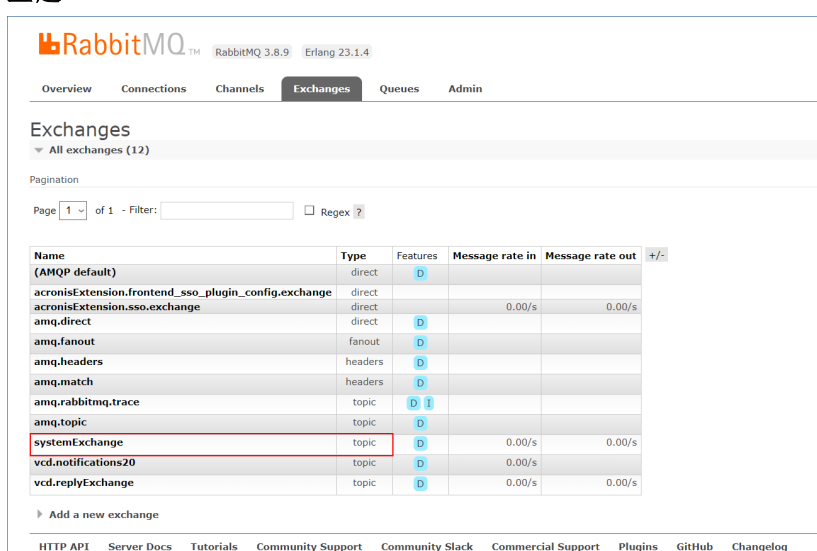 RabbitMQ TM RabbitMQ 3.8.9 Erlang 23.1.4
Overview Connections Channels Exchanges Queues Admin
Exchanges
All exchanges (12)
Pagination
Page 1 of 1 - Filter: Regex ?
Name Type Features Message rate in Message rate out +/-
(AMQP default) direct D
acronisExtension.frontend_sso_plugin_config.exchange direct
acronisExtension.sso.exchange direct 0.00/s 0.00/s
amq.direct direct D
amq.fanout fanout D
amq.headers headers D
amq.match headers D
amq.rabbitmq.trace topic D I
amq.topic topic D
systemExchange topic D 0.00/s 0.00/s
vcd.notifications20 topic D 0.00/s
vcd.replyExchange topic D 0.00/s 0.00/s
Add a new exchange
HTTP API Server Docs Tutorials Community Support Community Slack Commercial Support Plugins GitHub Changelog